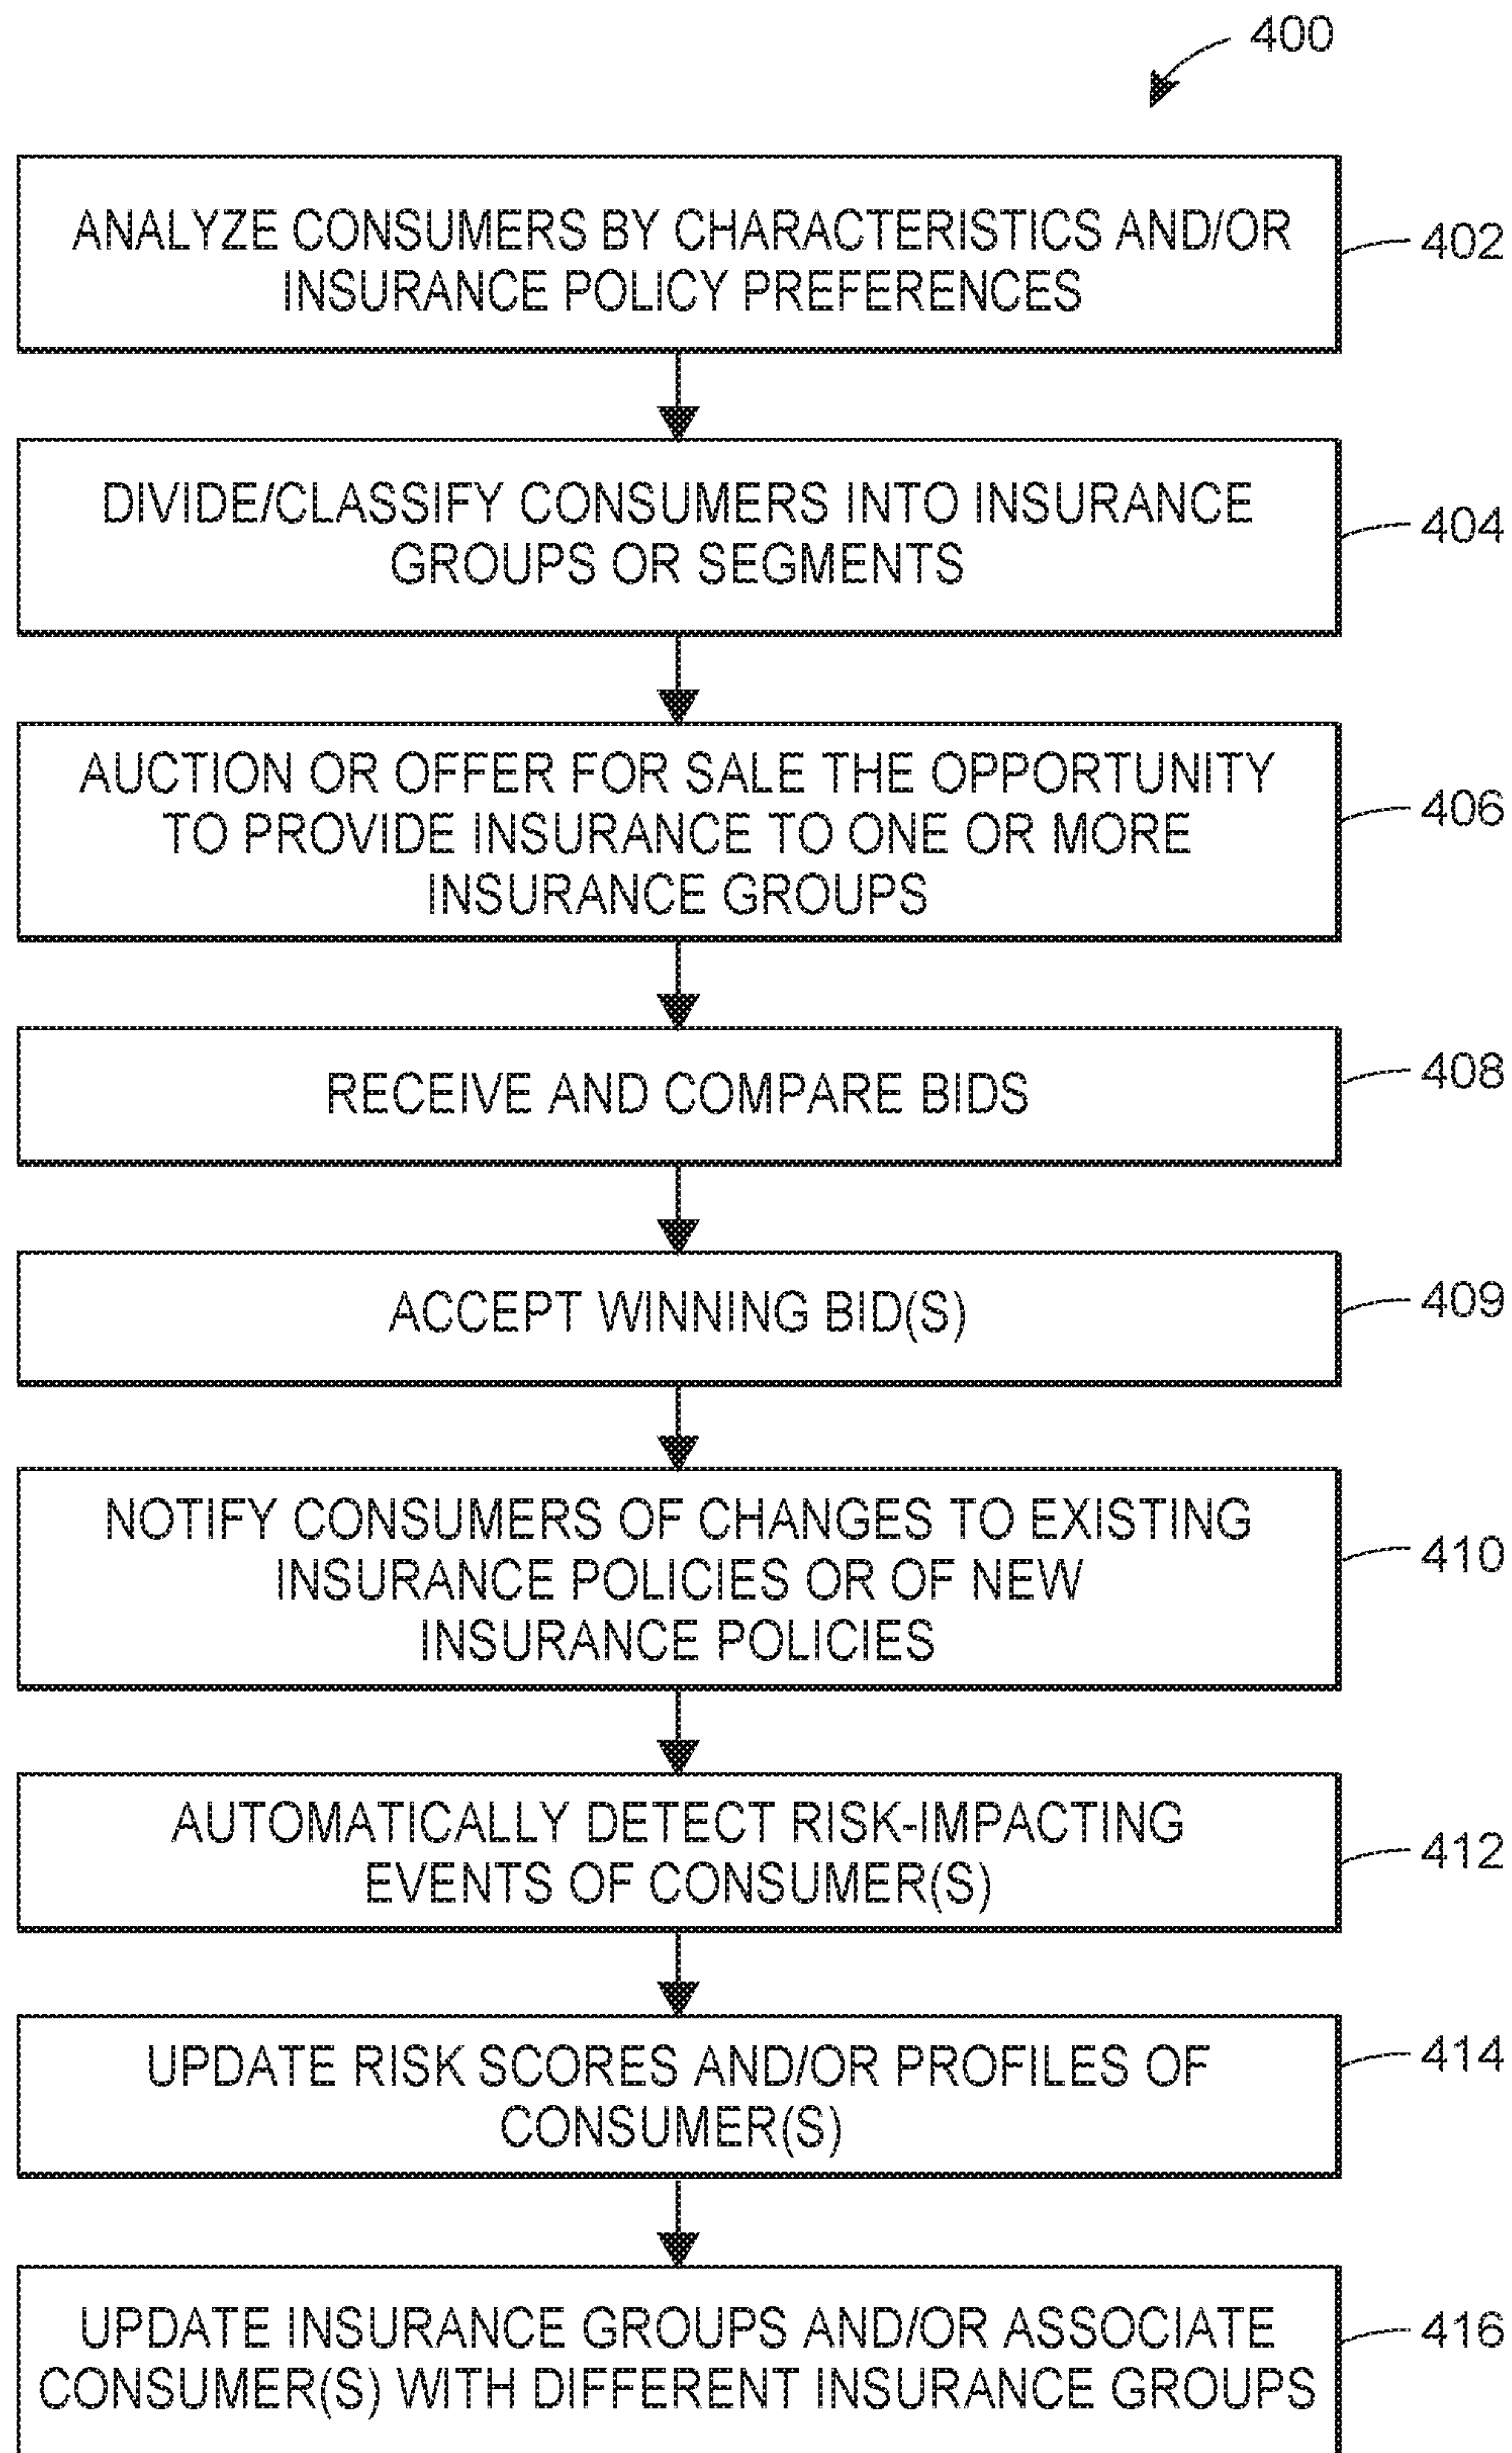 400
ANALYZE CONSUMERS BY CHARACTERISTICS AND/OR
INSURANCE POLICY PREFERENCES
402
DIVIDE/CLASSIFY CONSUMERS INTO INSURANCE
GROUPS OR SEGMENTS
404
AUCTION OR OFFER FOR SALE THE OPPORTUNITY
TO PROVIDE INSURANCE TO ONE OR MORE
INSURANCE GROUPS
406
RECEIVE AND COMPARE BIDS
408
ACCEPT WINNING BID(S)
409
NOTIFY CONSUMERS OF CHANGES TO EXISTING
INSURANCE POLICIES OR OF NEW
INSURANCE POLICIES
410
AUTOMATICALLY DETECT RISK-IMPACTING
EVENTS OF CONSUMER(S)
412
UPDATE RISK SCORES AND/OR PROFILES OF
CONSUMER(S)
414
UPDATE INSURANCE GROUPS AND/OR ASSOCIATE
CONSUMER(S) WITH DIFFERENT INSURANCE GROUPS
416